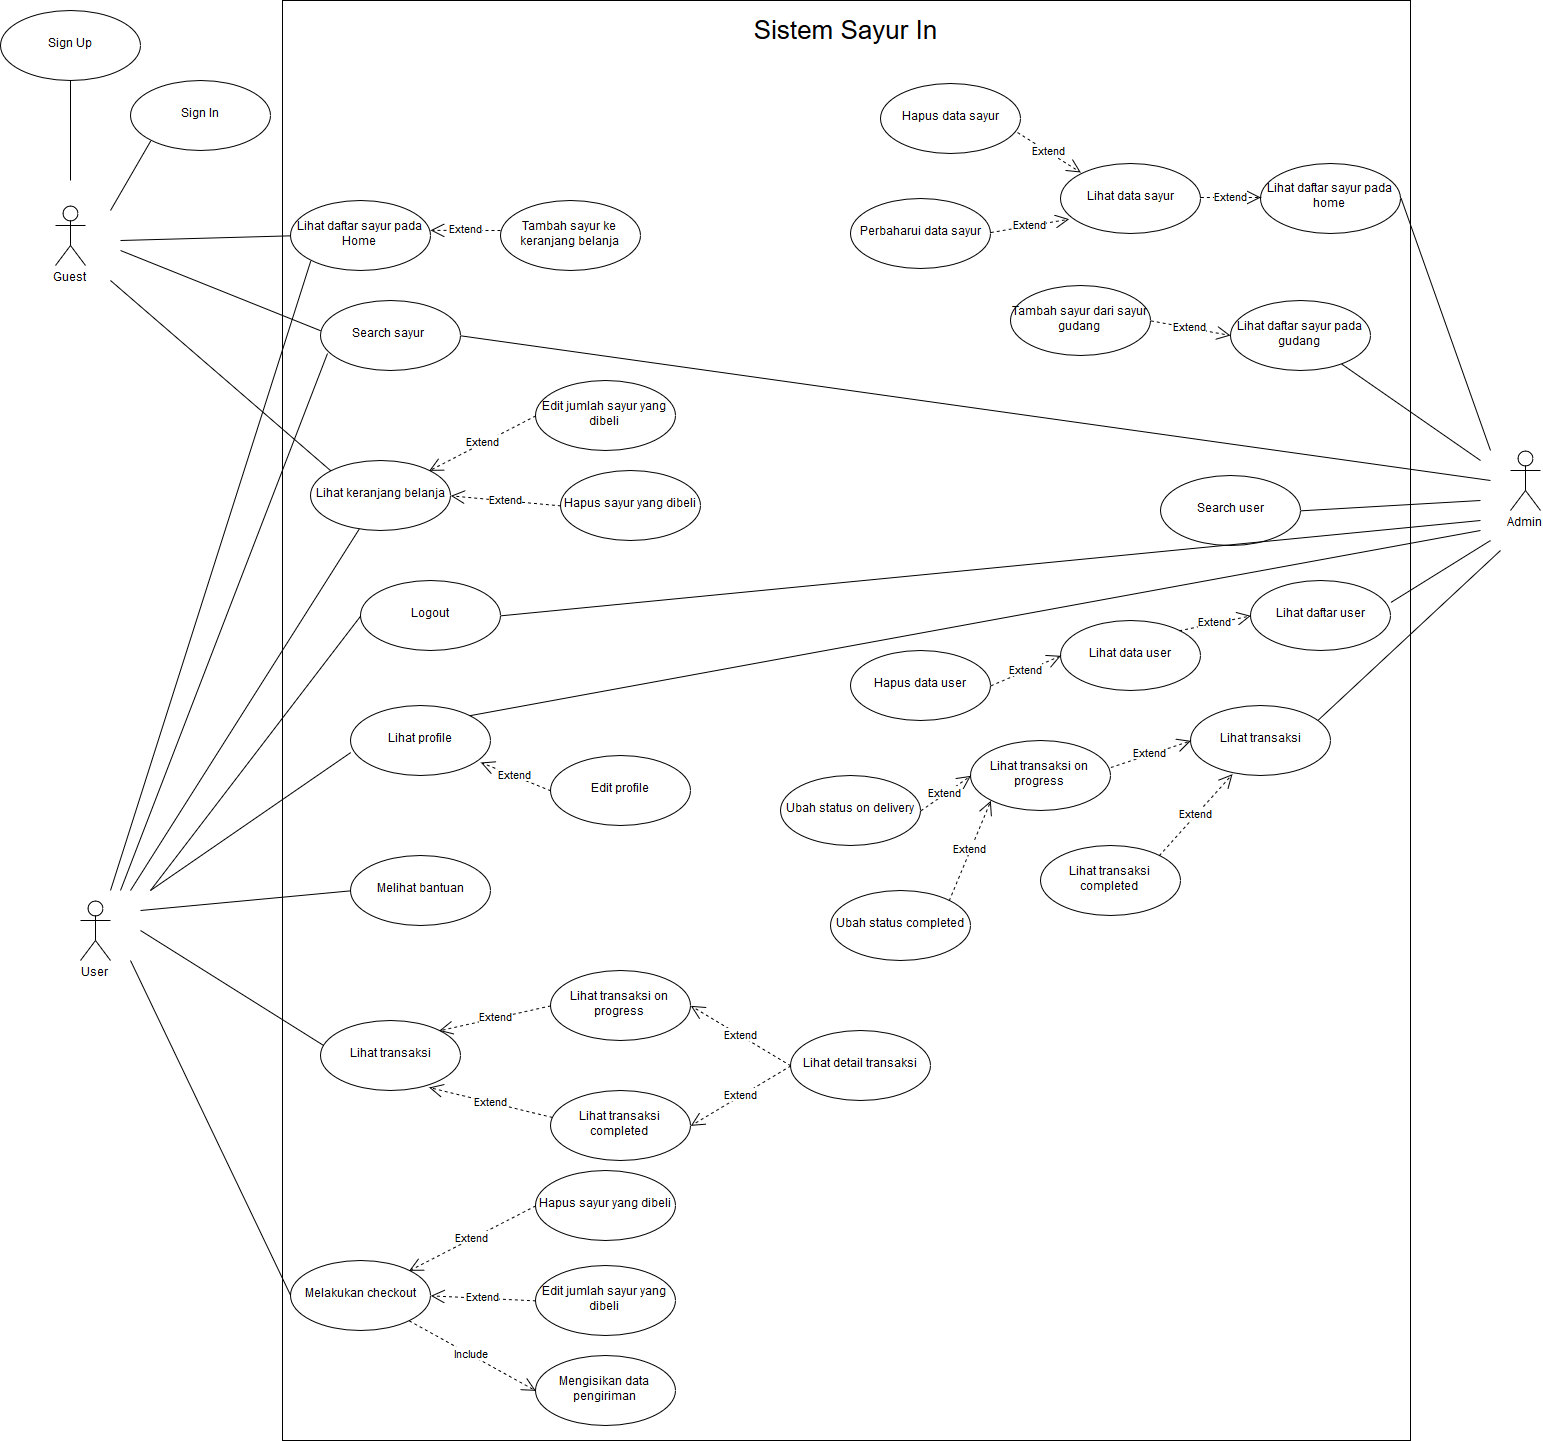 Sistem Sayur In
Sign Up
Sign In
Guest
Lihat daftar sayur pada
Home
Extend
Tambah sayur ke
keranjang belanja
Search sayur
Edit jumlah sayur yang
dibeli
Extend
Lihat keranjang belanja
Extend
Hapus sayur yang dibeli
Logout
Lihat profile
Extend
Edit profile
Melihat bantuan
User
Lihat transaksi on
progress
Extend
Lihat transaksi
Extend
Lihat detail transaksi
Extend
Extend
Lihat transaksi
completed
Hapus sayur yang dibeli
Extend
Melakukan checkout
Extend
Edit jumlah sayur yang
dibeli
Include
Mengisikan data
pengiriman
Hapus data sayur
Extend
Lihat data sayur
Extend
Lihat daftar sayur pada
home
Perbaharui data sayur
Extend
Tambah sayur dari sayur
gudang
Extend
Lihat daftar sayur pada
gudang
Admin
Search user
Lihat daftar user
Extend
Lihat data user
Extend
Hapus data user
Lihat transaksi
Extend
Lihat transaksi on
progress
Extend
Ubah status on delivery
Extend
Extend
Lihat transaksi
completed
Ubah status completed